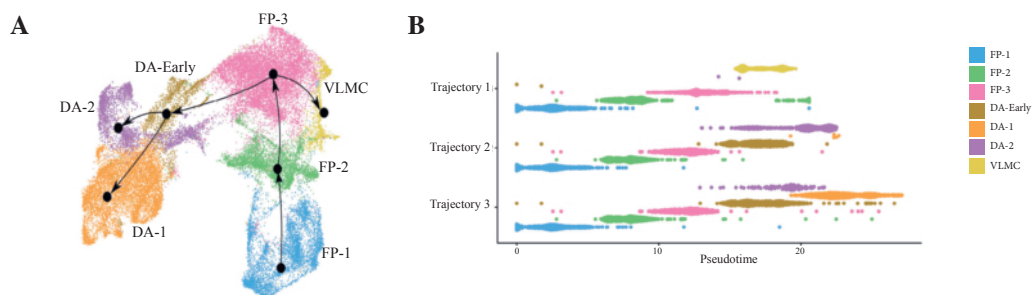 A
FP-3
DA-Early
VLMC
DA-2
FP-2
DA-1
FP-1
B
Trajectory 1
Trajectory 2
Trajectory 3
0
10
20
Pseudotime
FP-1
FP-2
FP-3
DA-Early
DA-1
DA-2
VLMC